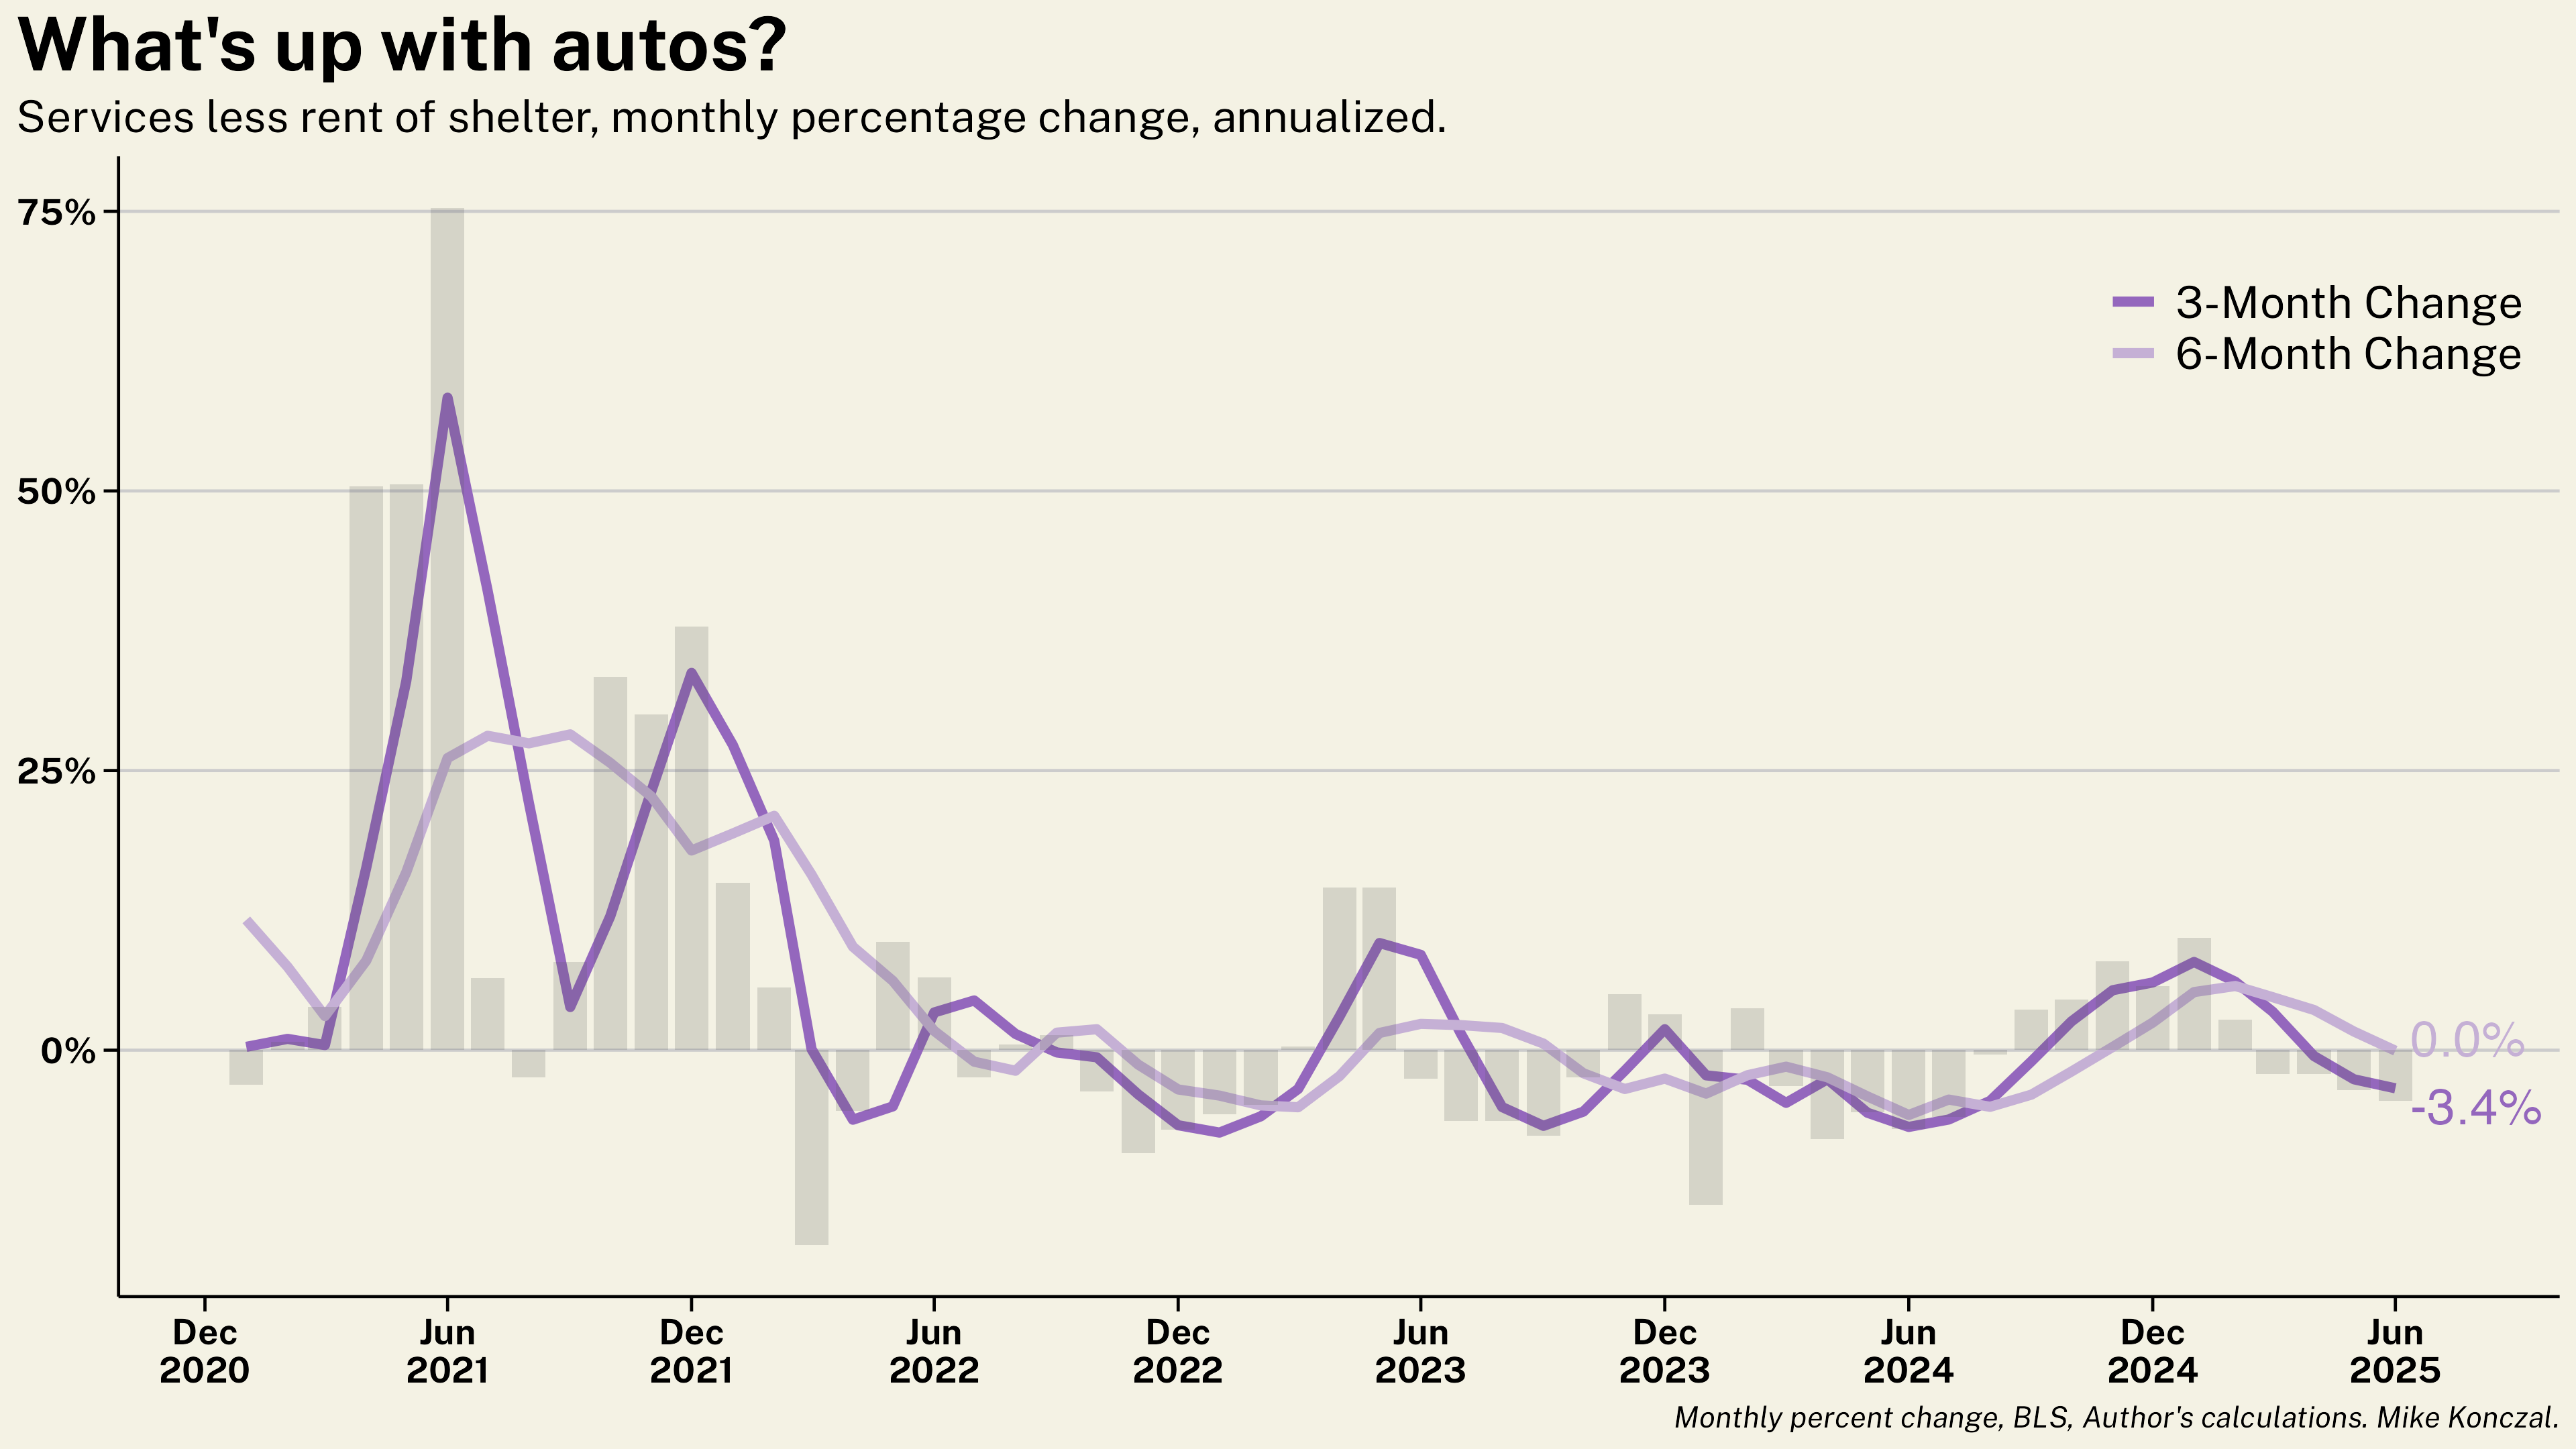 What's up with autos?
Services less rent of shelter, monthly percentage change, annualized.
75%
3-Month Change
6-Month Change
50%
25%
0%
0.0%
-3.4%
Dec
2020
Jun
2021
Dec
2021
Jun
2022
Dec
2022
Jun
2023
Dec
2023
Jun
2024
Dec
2024
Jun
2025
Monthly percent change, BLS, Author's calculations. Mike Konczal.